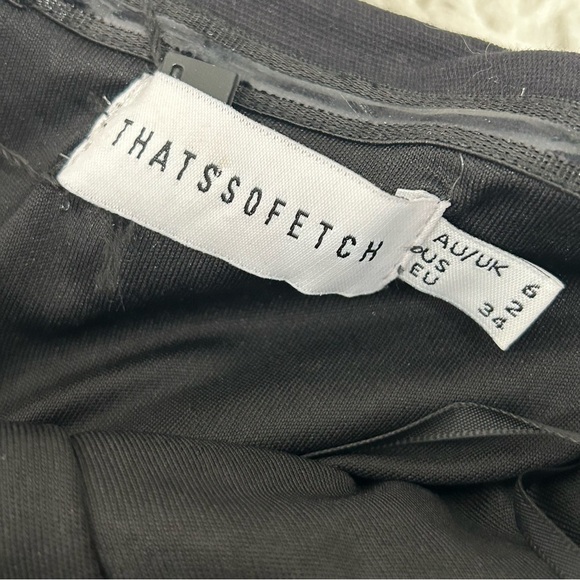 THATSSOFETCH
AU/UK 6
US 2
EU 34